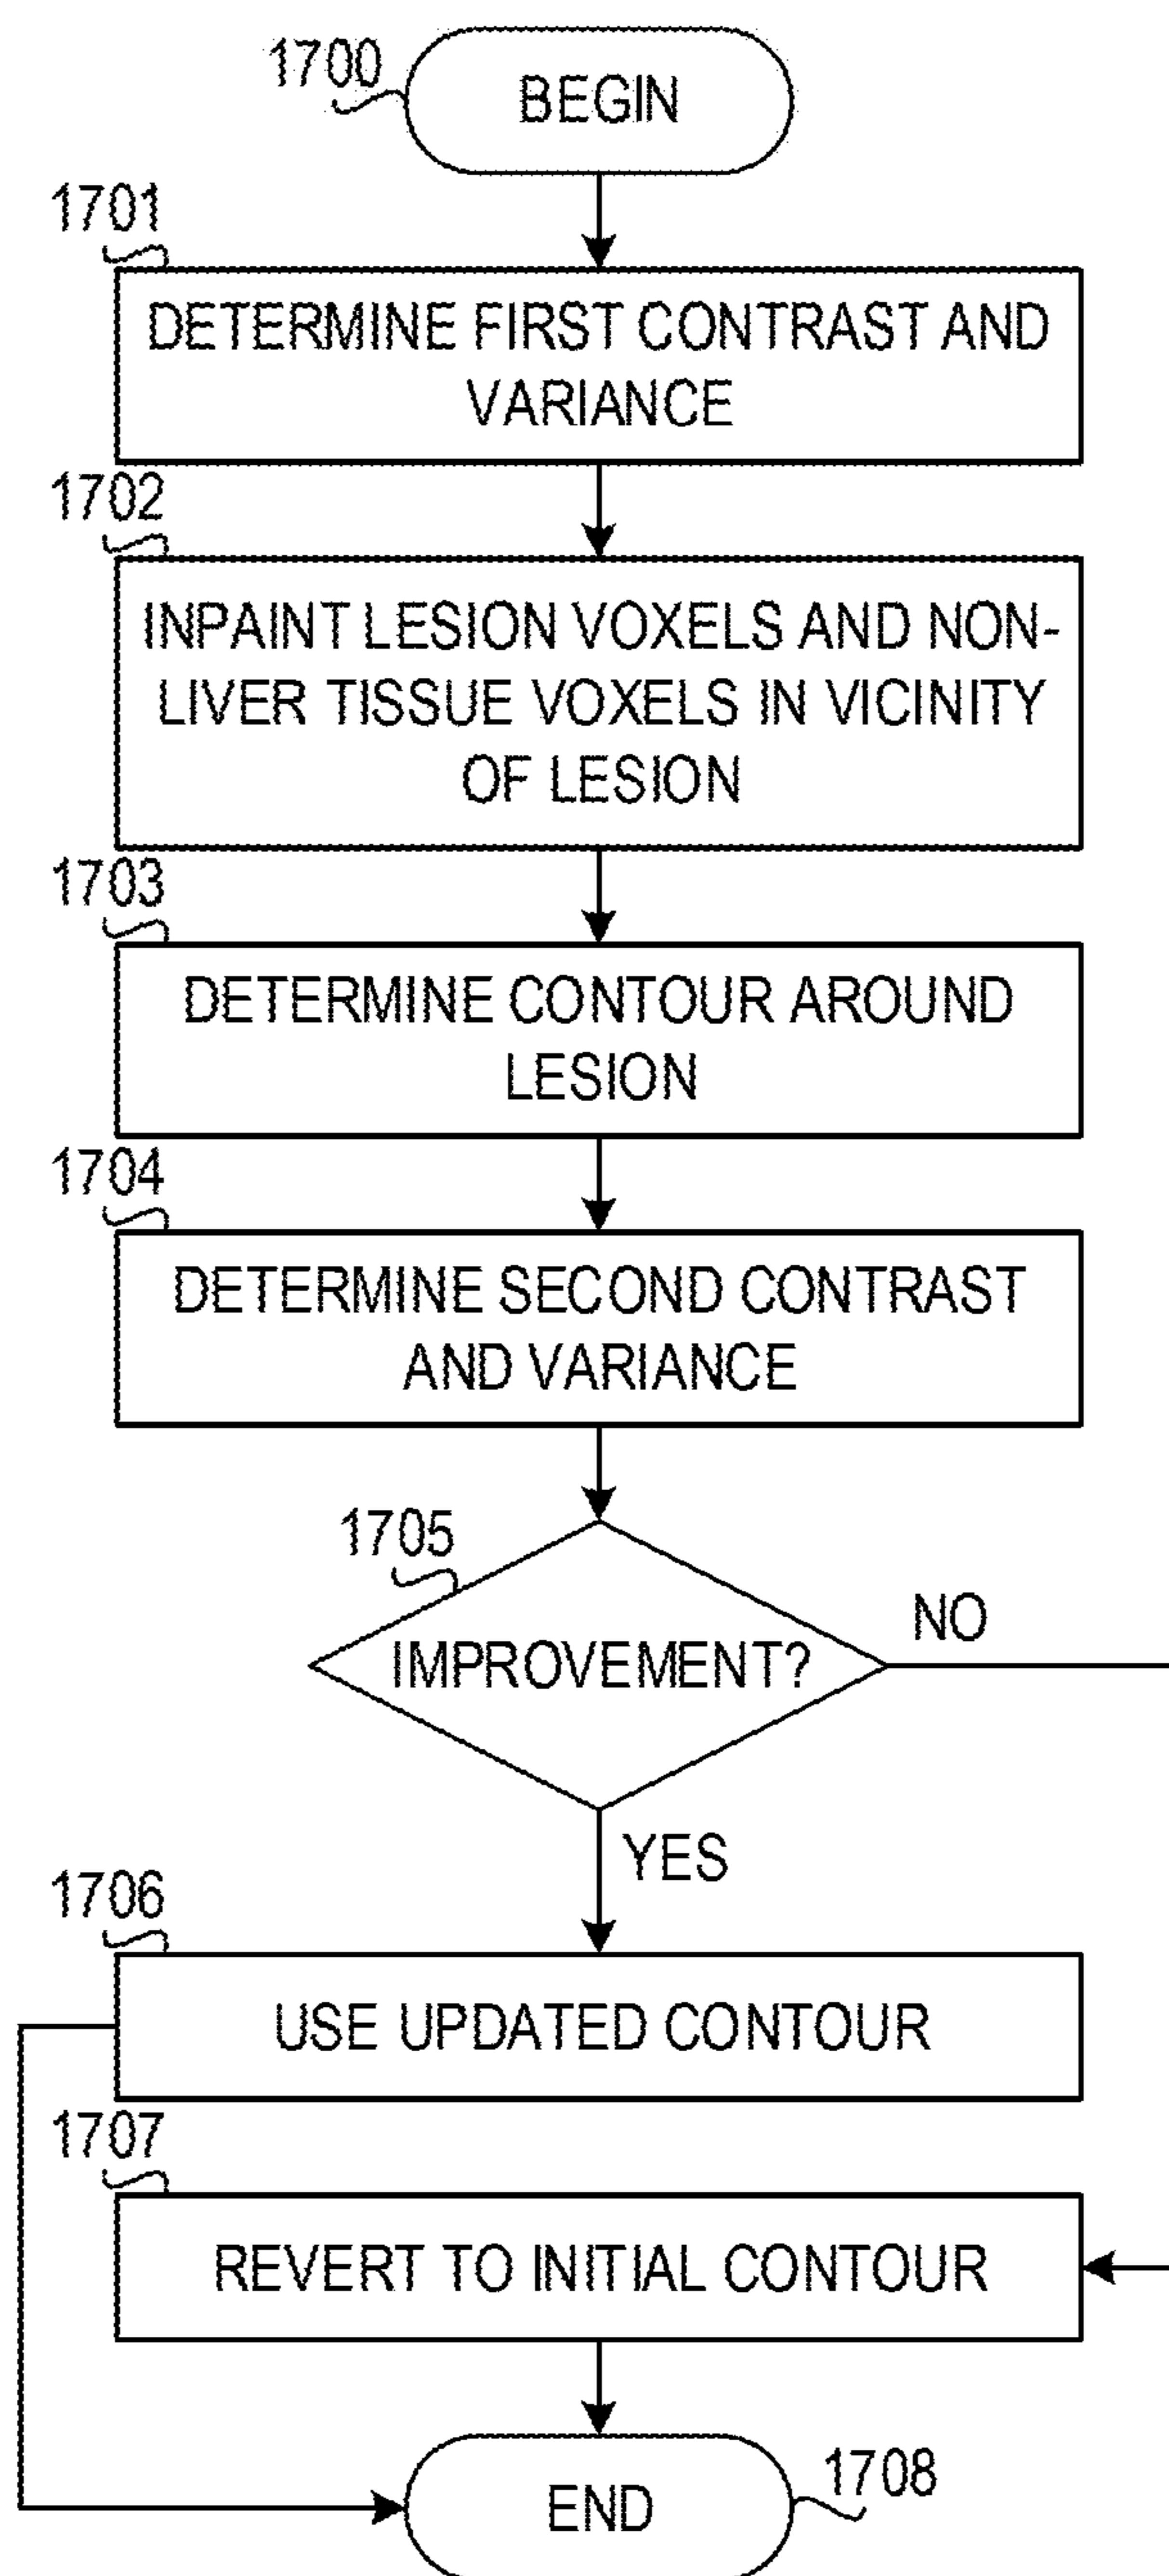 1700
BEGIN
1701
DETERMINE FIRST CONTRAST AND
VARIANCE
1702
INPAINT LESION VOXELS AND NON-
LIVER TISSUE VOXELS IN VICINITY
OF LESION
1703
DETERMINE CONTOUR AROUND
LESION
1704
DETERMINE SECOND CONTRAST
AND VARIANCE
1705
IMPROVEMENT?
NO
YES
1706
USE UPDATED CONTOUR
1707
REVERT TO INITIAL CONTOUR
END
1708